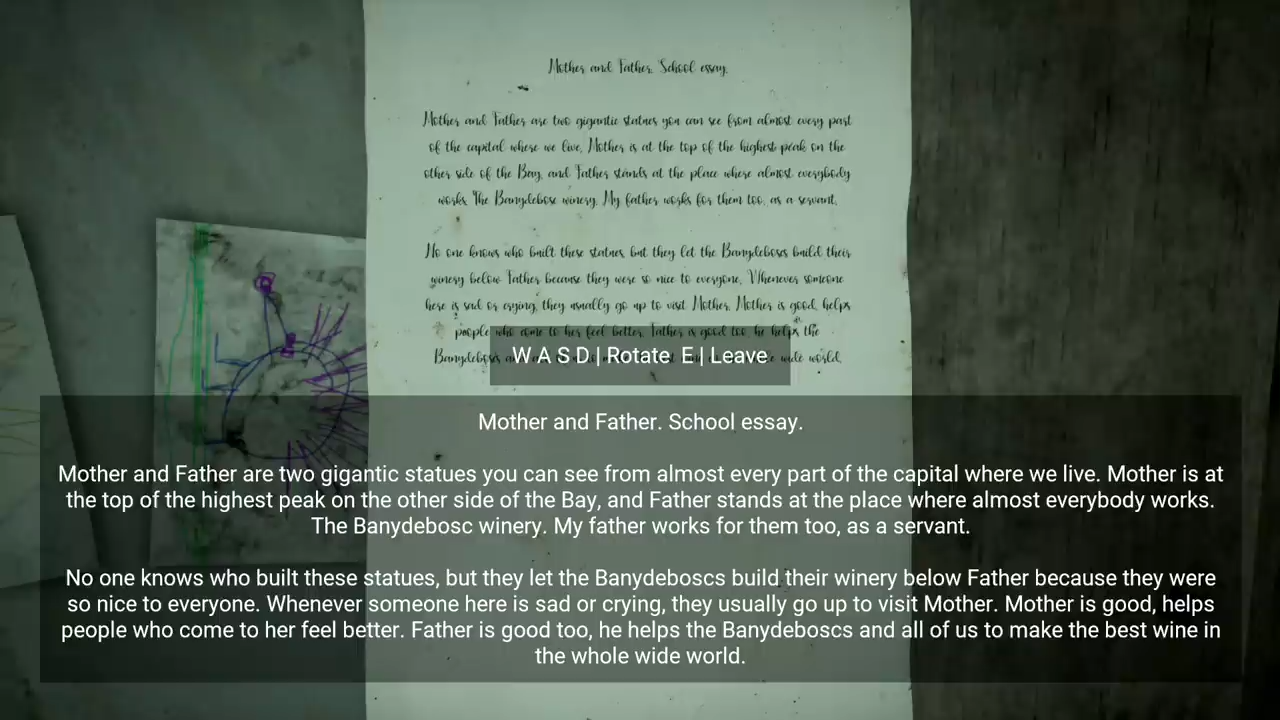 Mother and Father. School essay.
Mother and Father are two gigantic statues you can see from almost every part
of the capital where we live. Mother is at the top of the highest peak on the
other side of the Bay, and Father stands at the place where almost everybody
works. The Banydebosc winery. My father works for them too, as a servant.
No one knows who built these statues, but they let the Banydeboscs build their
winery below Father because they were so nice to everyone. Whenever someone
here is sad or crying, they usually go up to visit Mother. Mother is good, helps
people who come to her feel better. Father is good too, he helps the
Banydeboscs wide world.
W A S D | Rotate E | Leave
Mother and Father. School essay.
Mother and Father are two gigantic statues you can see from almost every part of the capital where we live. Mother is at
the top of the highest peak on the other side of the Bay, and Father stands at the place where almost everybody works.
The Banydebosc winery. My father works for them too, as a servant.
No one knows who built these statues, but they let the Banydeboscs build their winery below Father because they were
so nice to everyone. Whenever someone here is sad or crying, they usually go up to visit Mother. Mother is good, helps
people who come to her feel better. Father is good too, he helps the Banydeboscs and all of us to make the best wine in
the whole wide world.